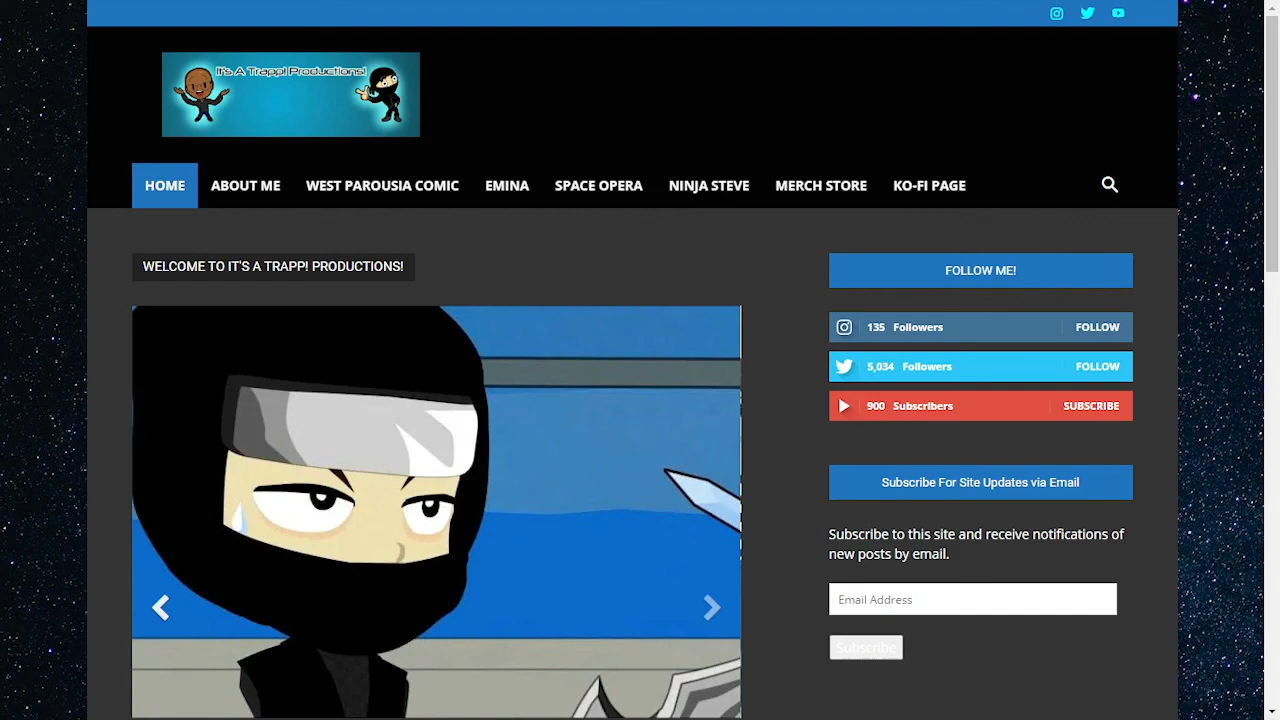 It's A Trapp! Productions!
HOME ABOUT ME WEST PAROUSIA COMIC EMINA SPACE OPERA NINJA STEVE MERCH STORE KO-FI PAGE
WELCOME TO IT'S A TRAPP! PRODUCTIONS!
FOLLOW ME!
135 Followers FOLLOW
5,034 Followers FOLLOW
900 Subscribers SUBSCRIBE
Subscribe For Site Updates via Email
Subscribe to this site and receive notifications of
new posts by email.
Email Address
Subscribe